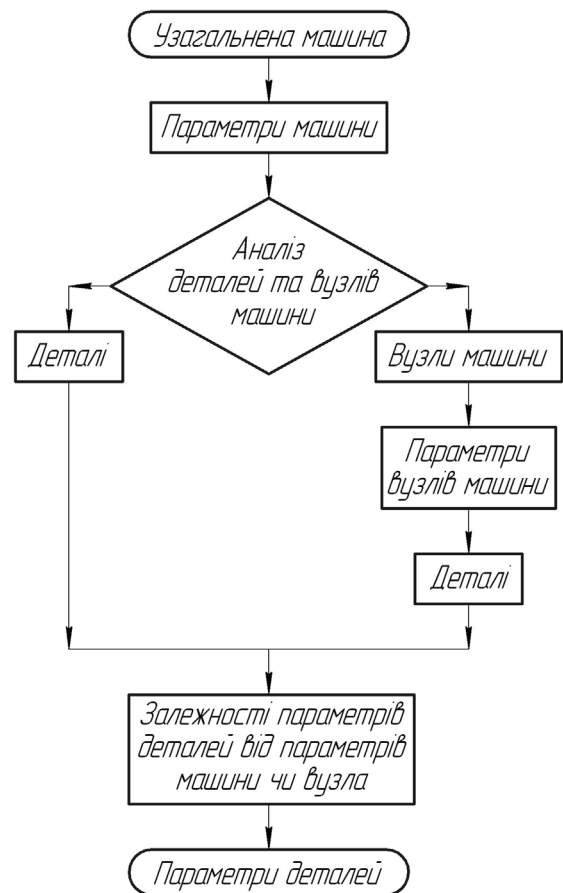 Узагальнена машина
Параметри машини
Аналіз
деталей та вузлів
машини
Деталі
Вузли машини
Параметри
вузлів машини
Деталі
Залежності параметрів
деталей від параметрів
машини чи вузла
Параметри деталей